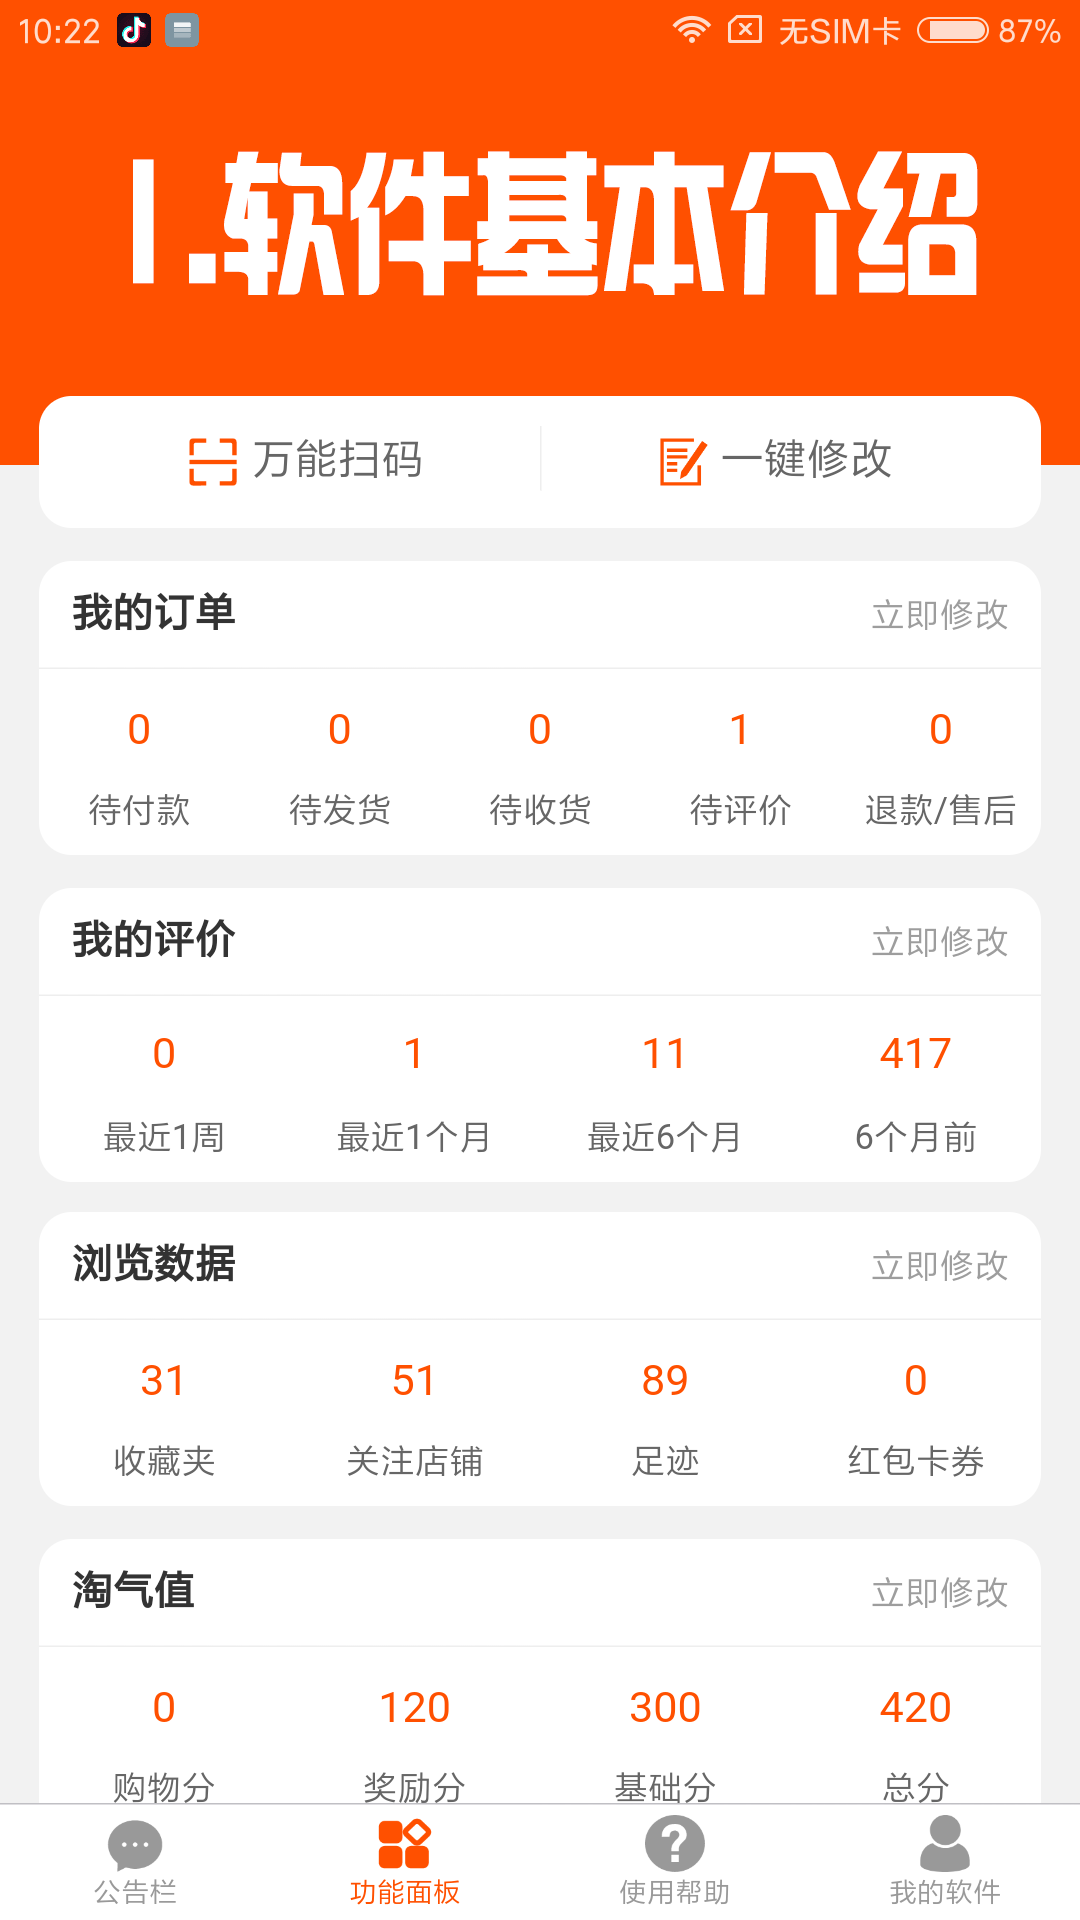 10:22 无SIM卡 87%
1.软件基本介绍
万能扫码 一键修改
我的订单 立即修改
0 0 0 1 0
待付款 待发货 待收货 待评价 退款/售后
我的评价 立即修改
0 1 11 417
最近1周 最近1个月 最近6个月 6个月前
浏览数据 立即修改
31 51 89 0
收藏夹 关注店铺 足迹 红包卡券
淘气值 立即修改
0 120 300 420
购物分 奖励分 基础分 总分
公告栏 功能面板 使用帮助 我的软件